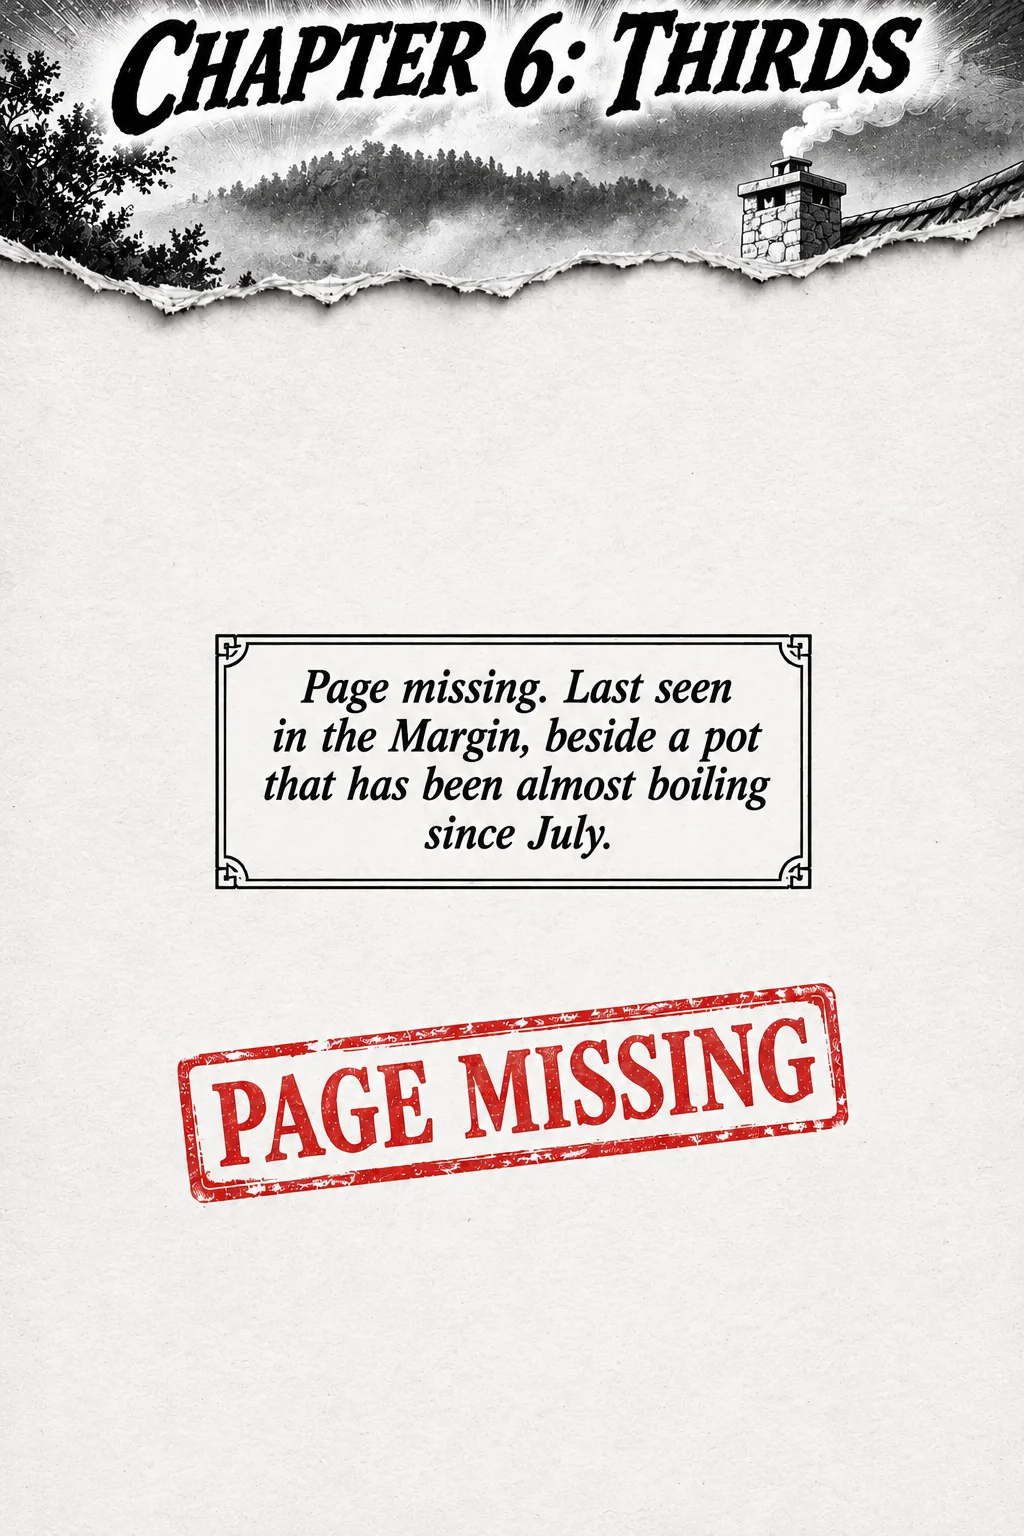 CHAPTER 6: THIRDS
Page missing. Last seen
in the Margin, beside a pot
that has been almost boiling
since July.
PAGE MISSING